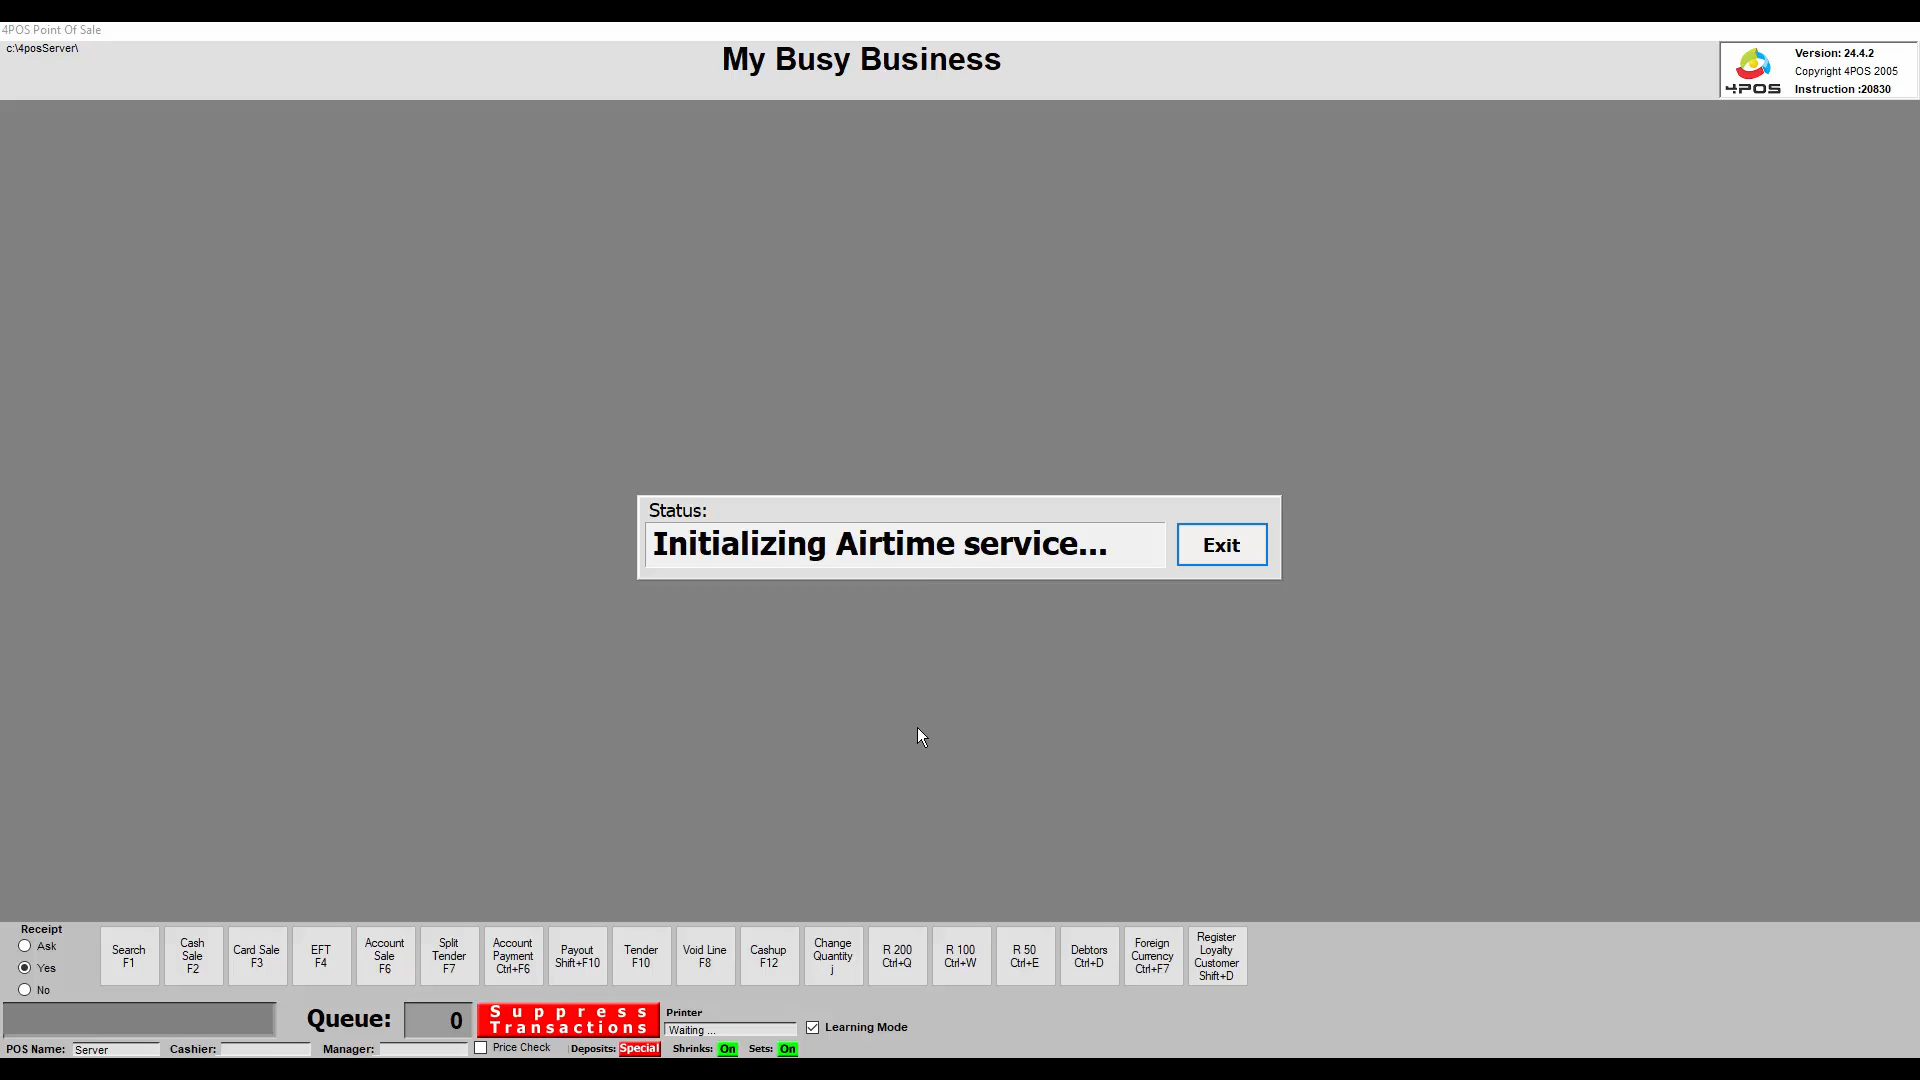 4POS Point Of Sale
c:\4posServer\
My Busy Business
4POS
Version: 24.4.2
Copyright 4POS 2005
Instruction :20830
Status:
Initializing Airtime service...
Exit
Receipt
Ask
Yes
No
Search
F1
Cash
Sale
F2
Card Sale
F3
EFT
F4
Account
Sale
F6
Split
Tender
F7
Account
Payment
Ctrl+F6
Payout
Shift+F10
Tender
F10
Void Line
F8
Cashup
F12
Change
Quantity
j
R 200
Ctrl+Q
R 100
Ctrl+W
R 50
Ctrl+E
Debtors
Ctrl+D
Foreign
Currency
Ctrl+F7
Register
Loyalty
Customer
Shift+D
Queue: 0
Suppress
Transactions
Printer
Waiting ...
Learning Mode
POS Name: Server Cashier: Manager: Price Check Deposits: Special Shrinks: On Sets: On